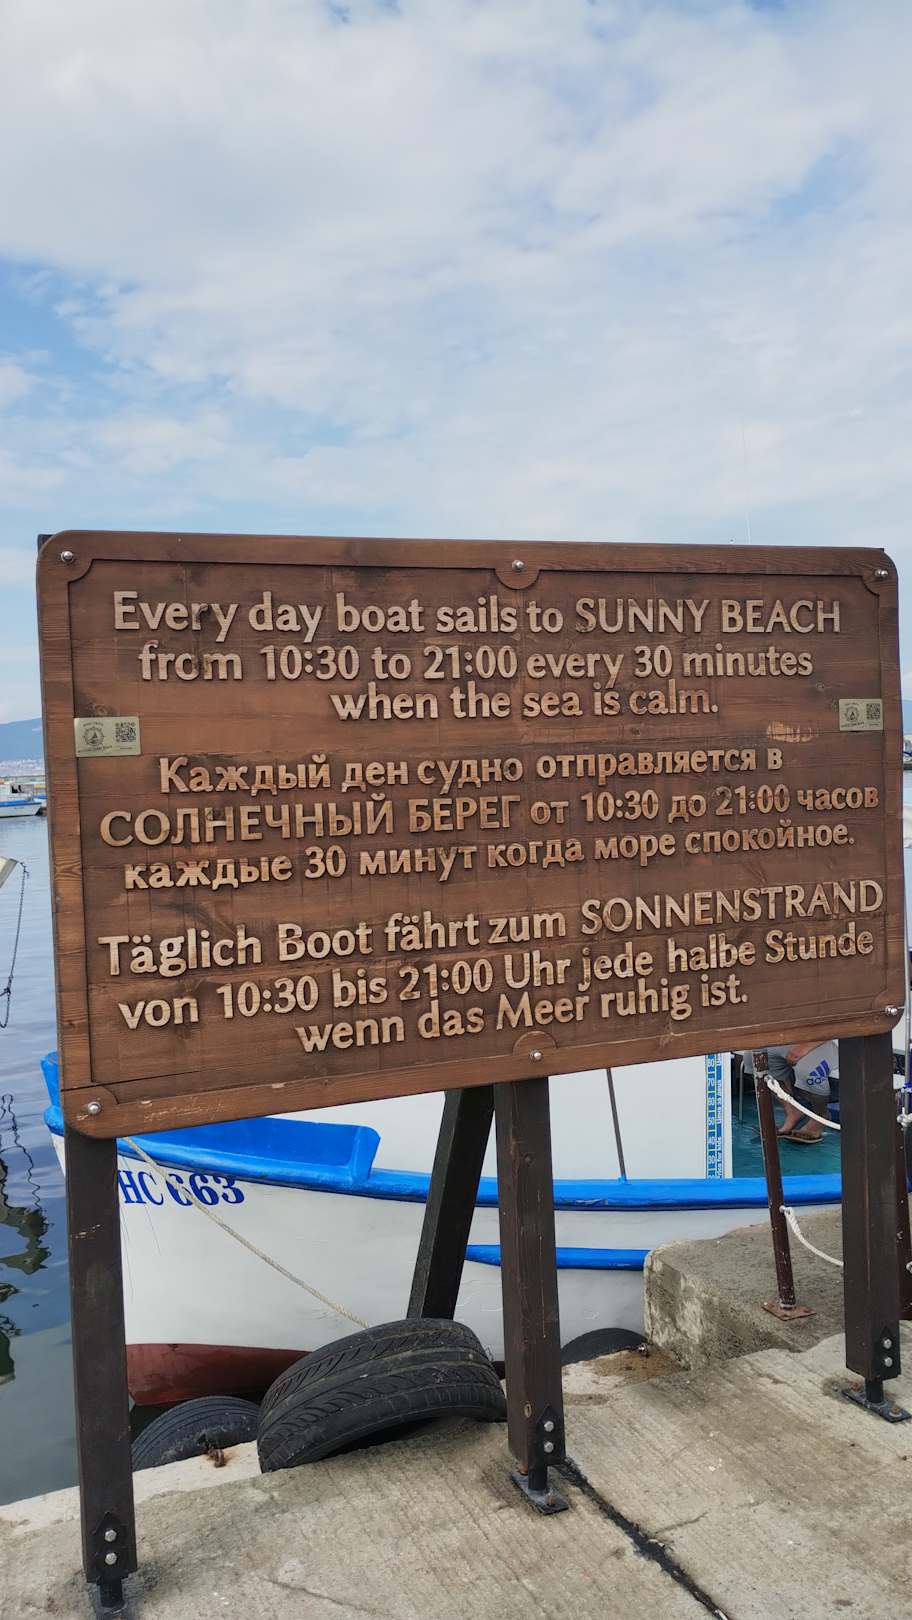 Every day boat sails to SUNNY BEACH
from 10:30 to 21:00 every 30 minutes
when the sea is calm.
Каждый ден судно отправляется в
СОЛНЕЧНЫЙ БЕРЕГ от 10:30 до 21:00 часов
каждые 30 минут когда море спокойное.
Täglich Boot fährt zum SONNENSTRAND
von 10:30 bis 21:00 Uhr jede halbe Stunde
wenn das Meer ruhig ist.
HC 663
adidas